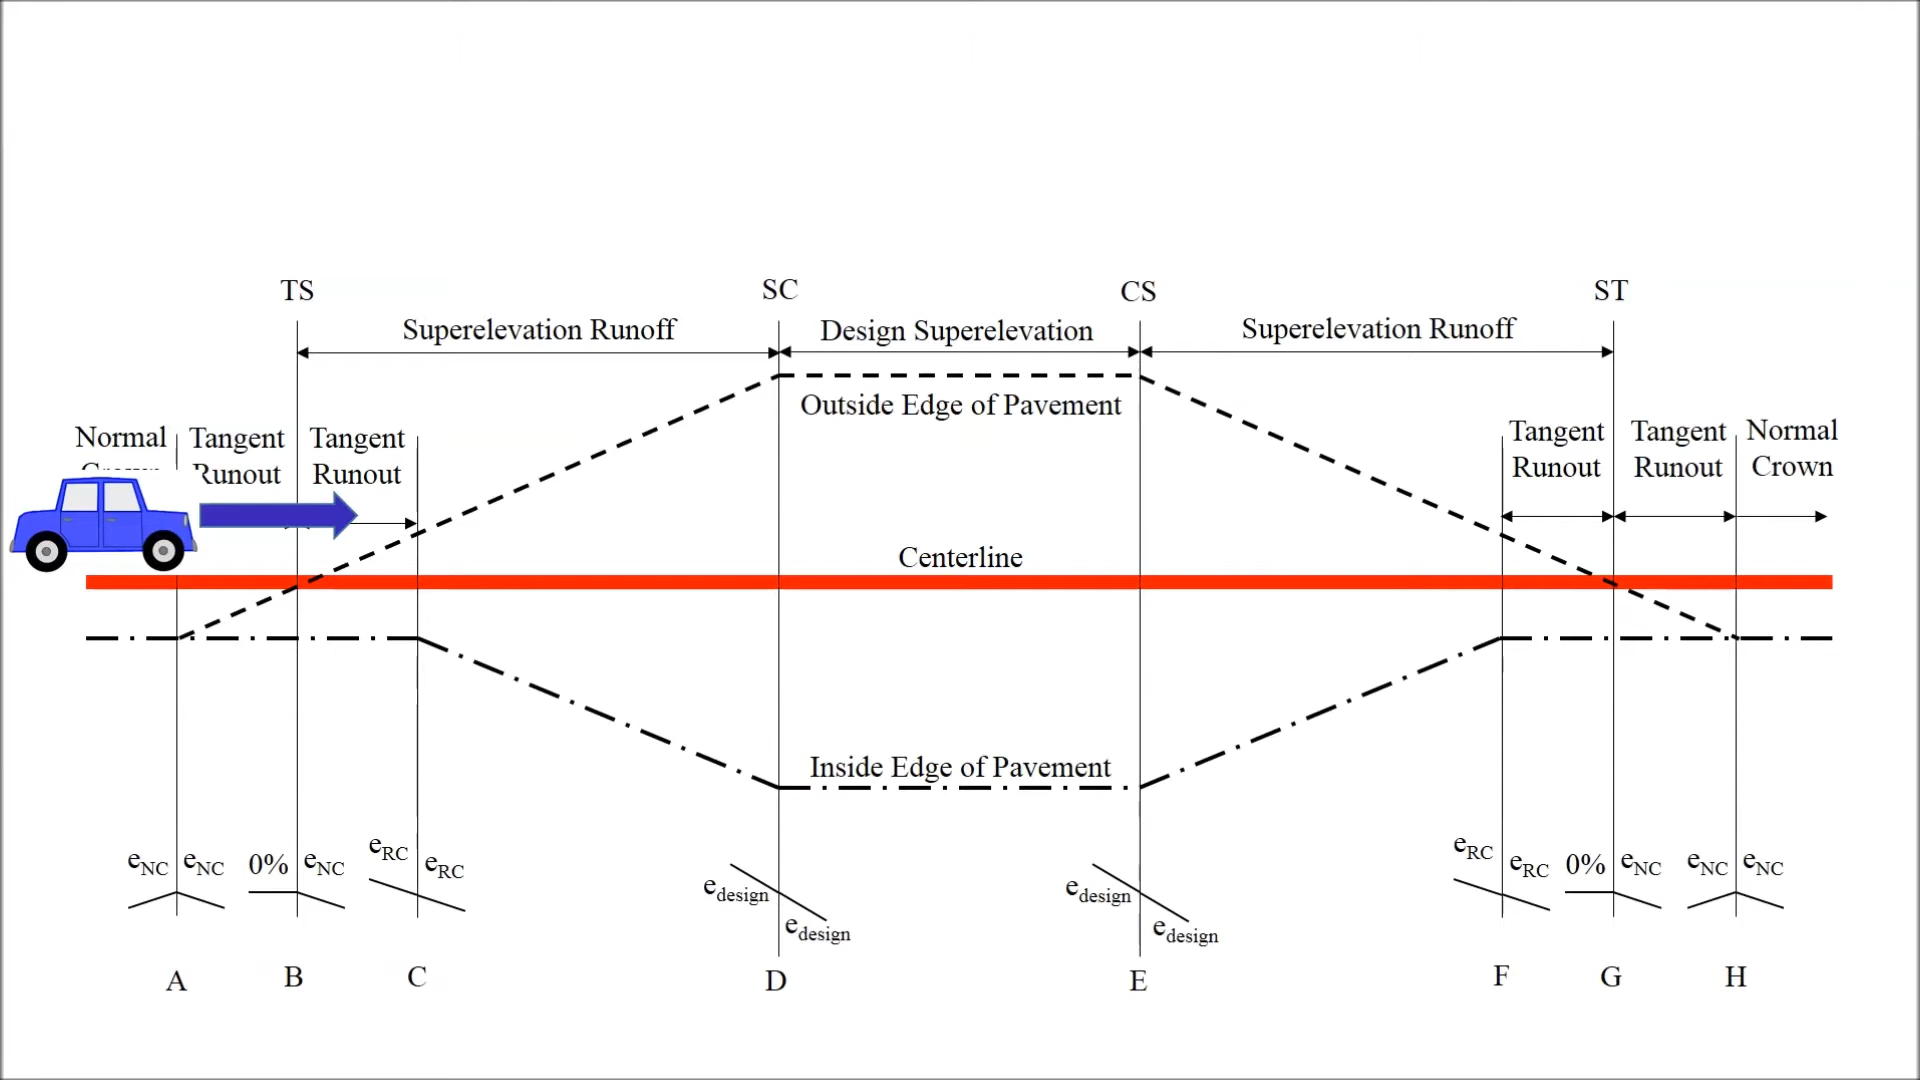 TS
SC
CS
ST
Superelevation Runoff
Design Superelevation
Superelevation Runoff
Outside Edge of Pavement
Normal
Tangent
Runout
Tangent
Runout
Tangent
Runout
Tangent
Runout
Normal
Crown
Centerline
Inside Edge of Pavement
eNC
eNC
0%
eNC
eRC
eRC
edesign
edesign
edesign
edesign
eRC
eRC
0%
eNC
eNC
eNC
A
B
C
D
E
F
G
H